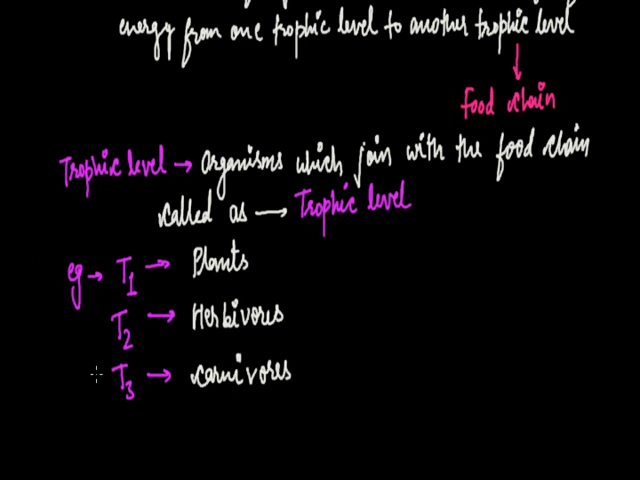 energy from one trophic level to another trophic level
↓
food chain
Trophic level → Organisms which join with the food chain
called as → Trophic level
eg → T1 → Plants
T2 → Herbivores
T3 → carnivores